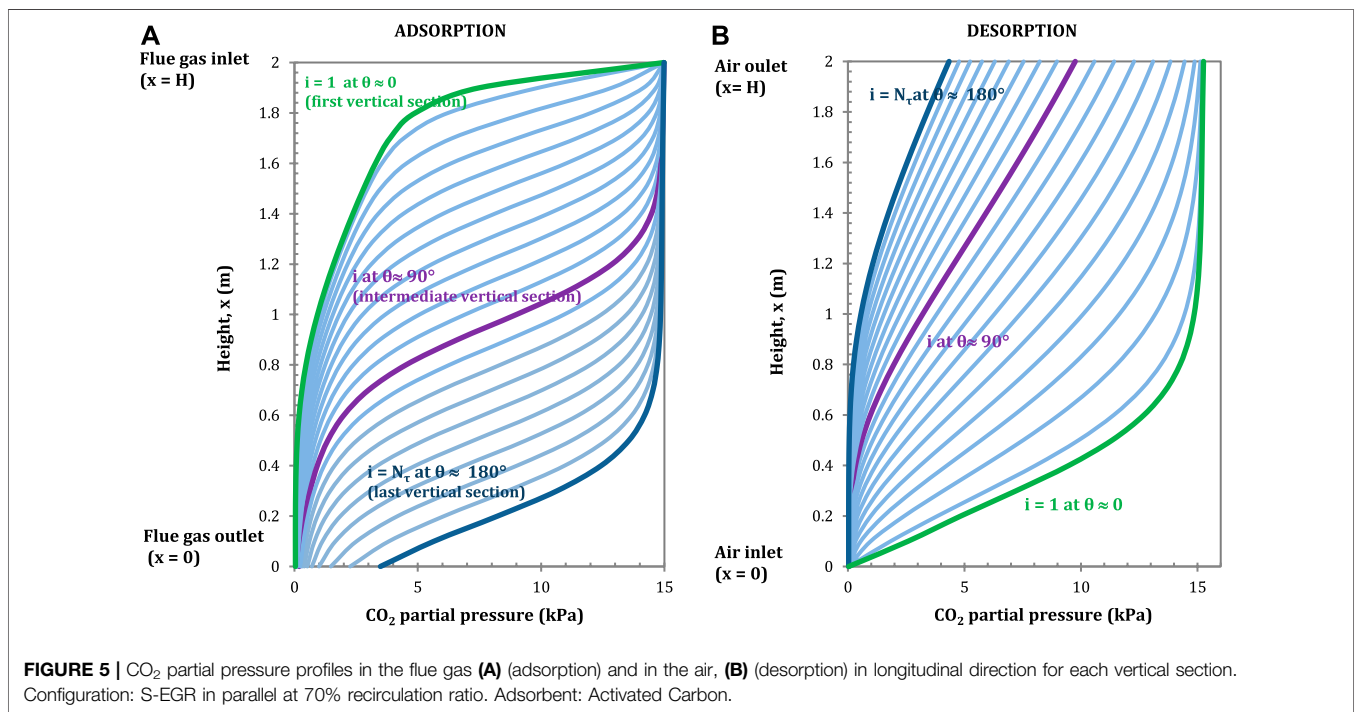 A
ADSORPTION
Flue gas inlet
(x = H)
i = 1 at θ ≈ 0
(first vertical section)
i at θ≈ 90°
(intermediate vertical section)
i = Nτ at θ ≈ 180°
(last vertical section)
Flue gas outlet
(x = 0)
Height, x (m)
2
1.8
1.6
1.4
1.2
1
0.8
0.6
0.4
0.2
0
0 5 10 15
CO₂ partial pressure (kPa)
B
DESORPTION
Air oulet
(x= H)
i = Nτat θ ≈ 180°
i at θ≈ 90°
i = 1 at θ ≈ 0
Air inlet
(x = 0)
Height, x (m)
2
1.8
1.6
1.4
1.2
1
0.8
0.6
0.4
0.2
0
0 5 10 15
CO₂ partial pressure (kPa)
FIGURE 5 | CO₂ partial pressure profiles in the flue gas (A) (adsorption) and in the air, (B) (desorption) in longitudinal direction for each vertical section.
Configuration: S-EGR in parallel at 70% recirculation ratio. Adsorbent: Activated Carbon.